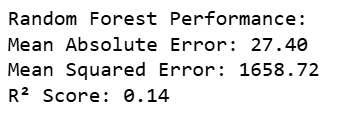 Random Forest Performance:
Mean Absolute Error: 27.40
Mean Squared Error: 1658.72
R² Score: 0.14